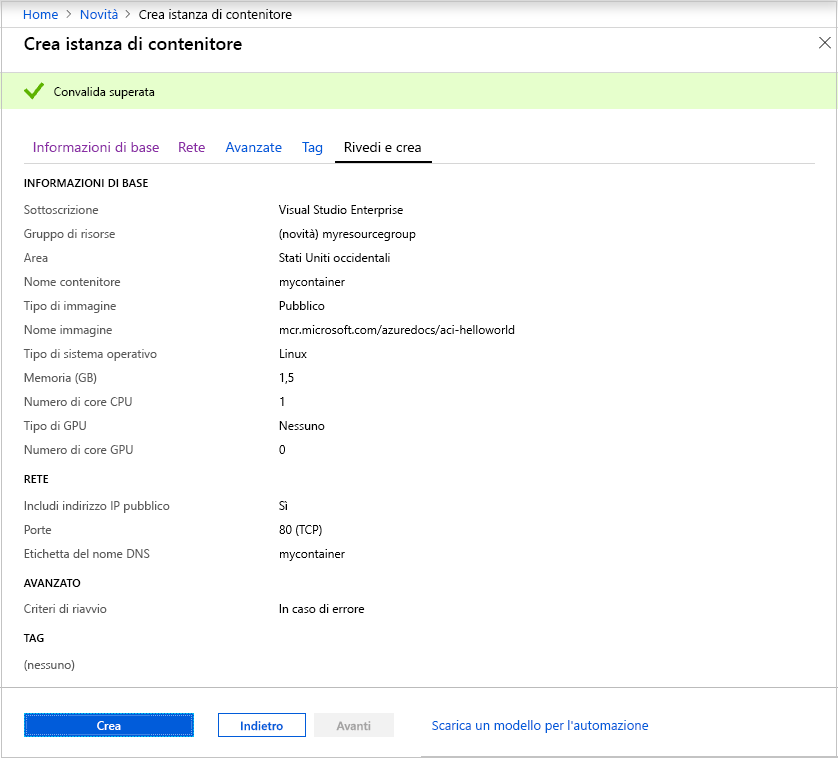 Home > Novità > Crea istanza di contenitore
Crea istanza di contenitore
Convalida superata
Informazioni di base Rete Avanzate Tag Rivedi e crea
INFORMAZIONI DI BASE
Sottoscrizione Visual Studio Enterprise
Gruppo di risorse (novità) myresourcegroup
Area Stati Uniti occidentali
Nome contenitore mycontainer
Tipo di immagine Pubblico
Nome immagine mcr.microsoft.com/azuredocs/aci-helloworld
Tipo di sistema operativo Linux
Memoria (GB) 1,5
Numero di core CPU 1
Tipo di GPU Nessuno
Numero di core GPU 0
RETE
Includi indirizzo IP pubblico Sì
Porte 80 (TCP)
Etichetta del nome DNS mycontainer
AVANZATO
Criteri di riavvio In caso di errore
TAG
(nessuno)
Crea Indietro Avanti Scarica un modello per l'automazione